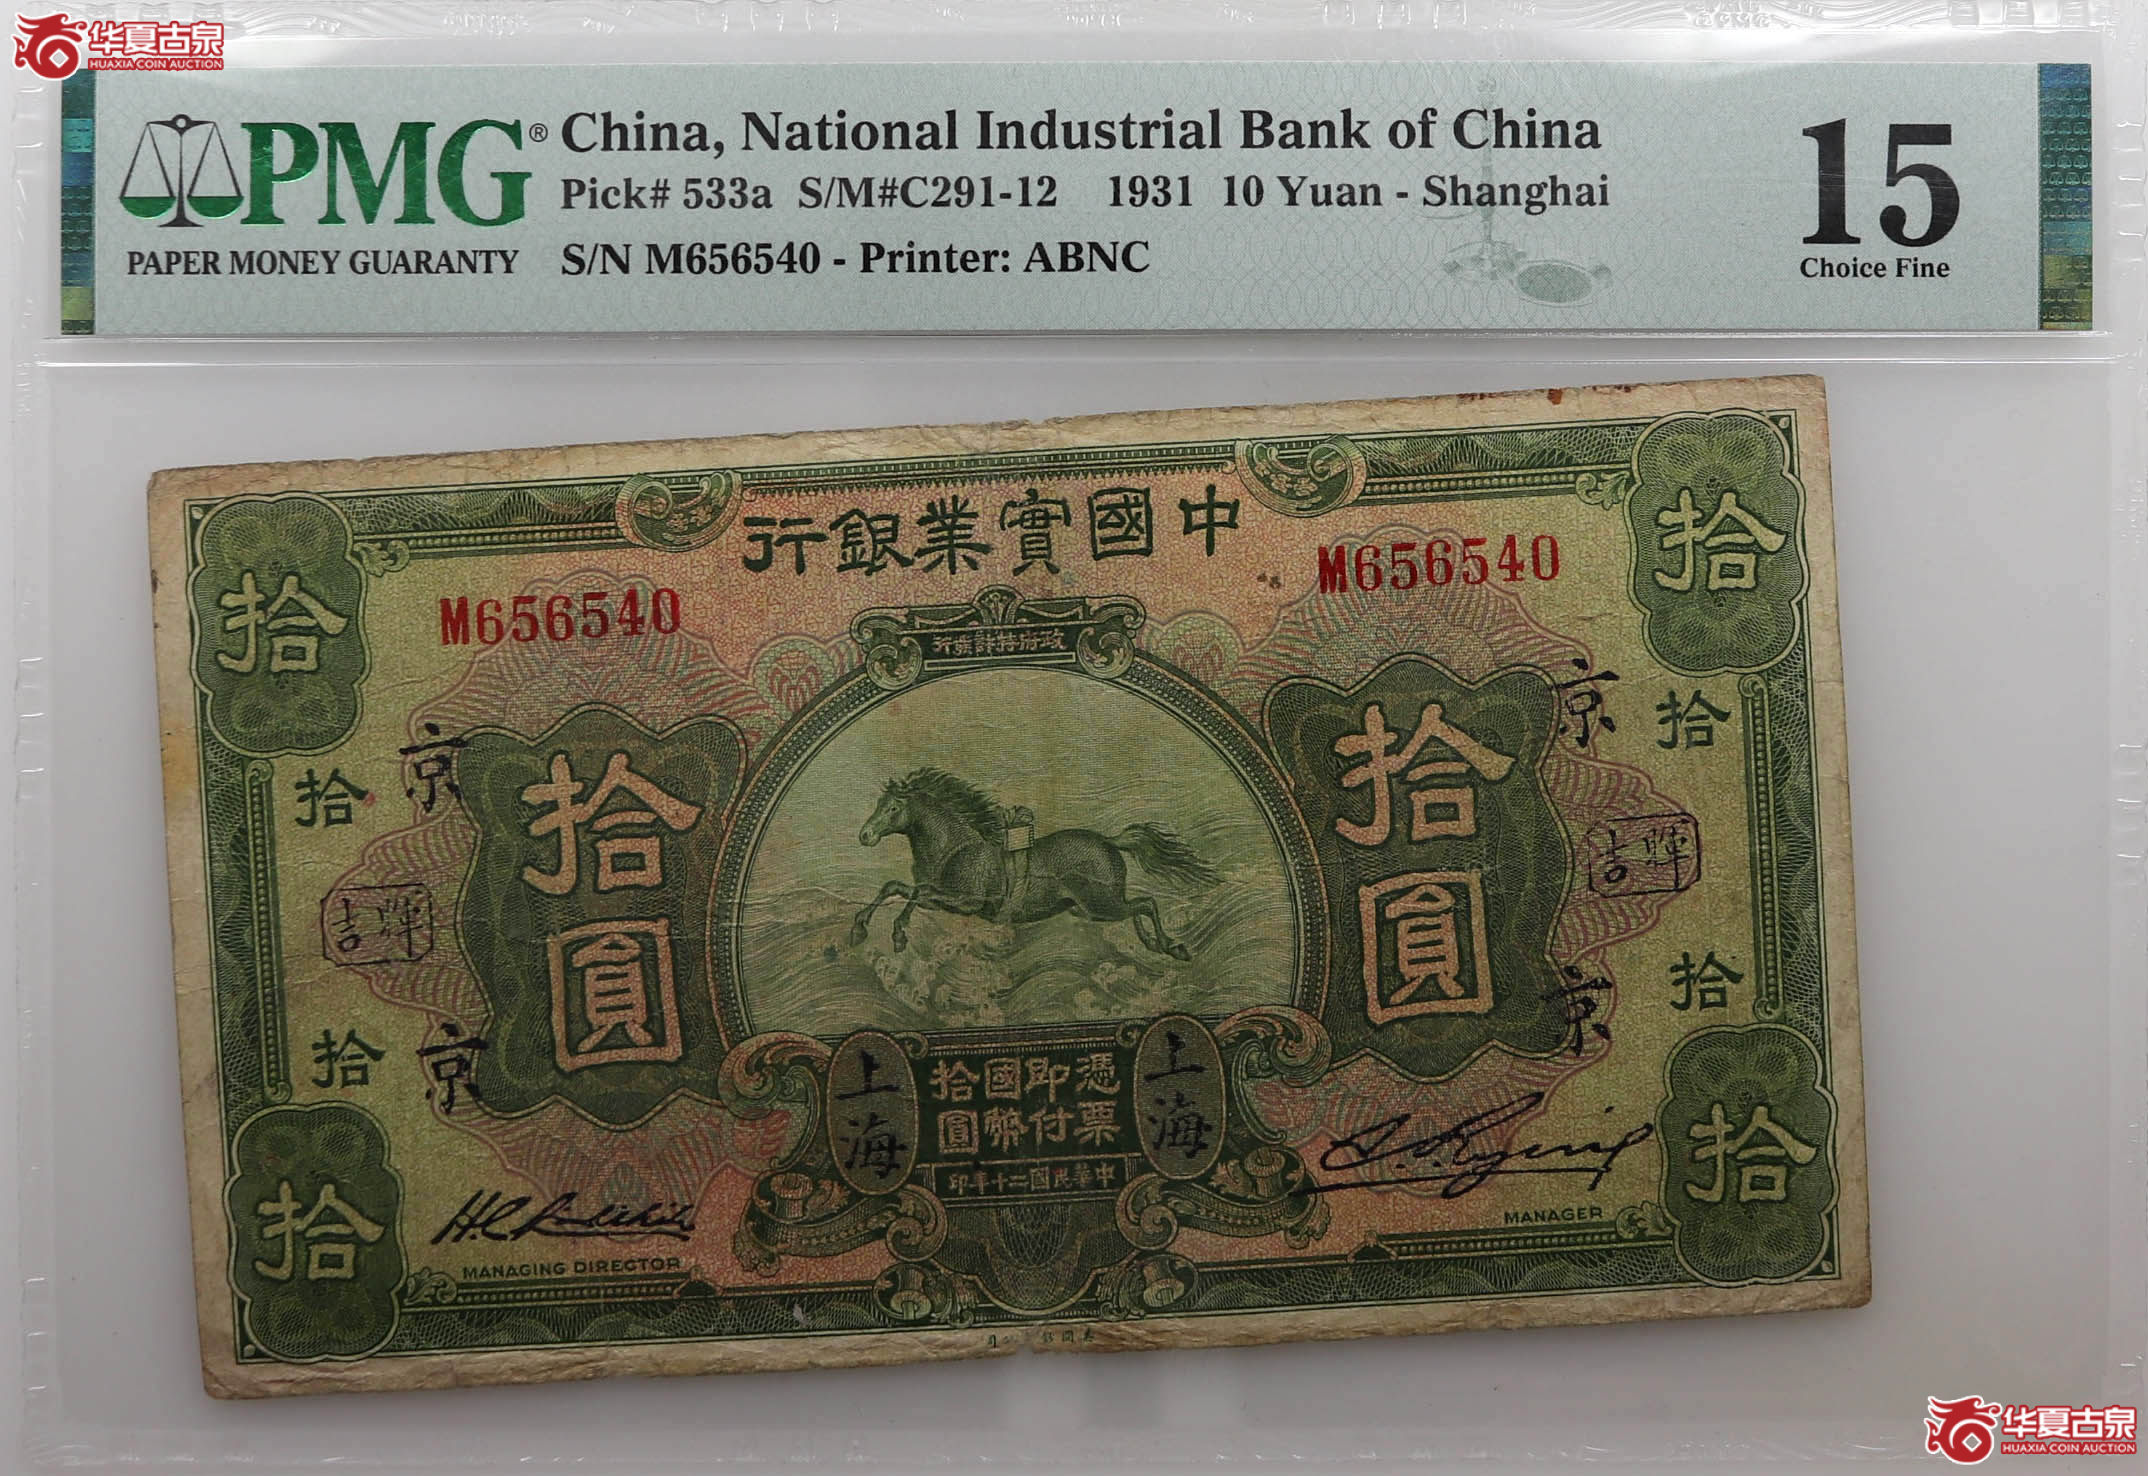 华夏古泉
HUAXIA COIN AUCTION
PMG®
PAPER MONEY GUARANTY
China, National Industrial Bank of China
Pick# 533a S/M#C291-12 1931 10 Yuan - Shanghai
S/N M656540 - Printer: ABNC
15
Choice Fine
中國實業銀行
拾
拾
M656540
M656540
政府特許發行
京
京
拾
拾
拾圓
拾圓
吉暉
吉暉
拾
拾
京
京
上海
上海
憑票
即付
國幣
拾圓
中華民國二十年印
拾
拾
MANAGING DIRECTOR
MANAGER
华夏古泉
HUAXIA COIN AUCTION